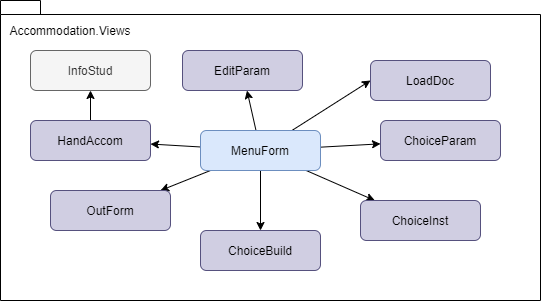 Accommodation.Views
InfoStud
EditParam
LoadDoc
HandAccom
MenuForm
ChoiceParam
OutForm
ChoiceInst
ChoiceBuild